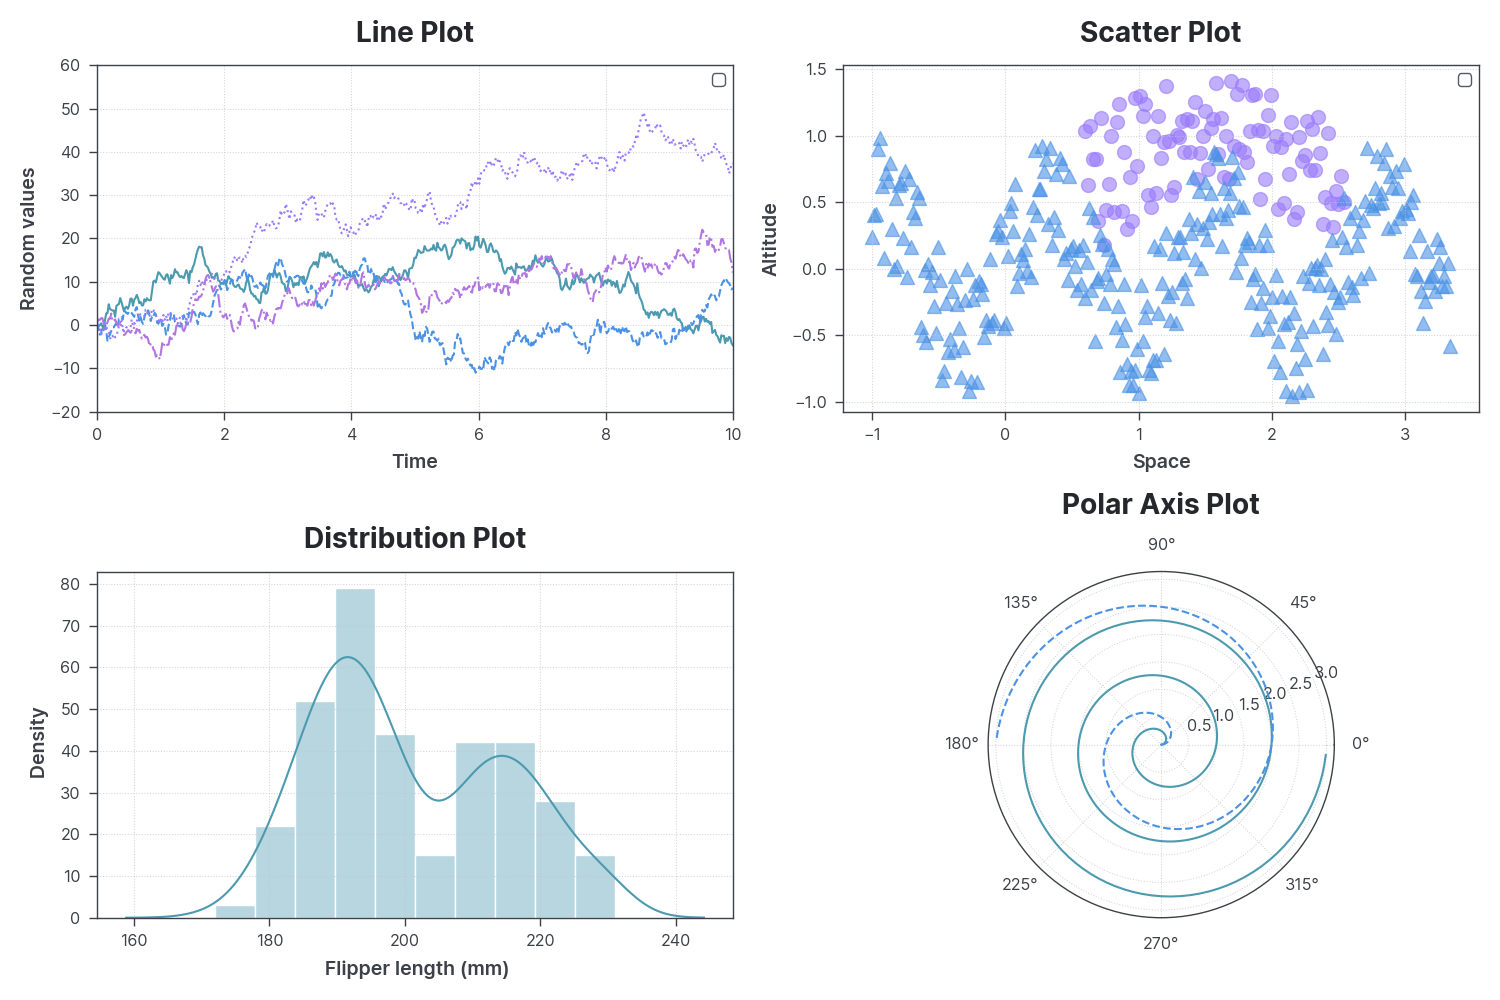 Line Plot
60
50
40
30
20
10
0
−10
−20
Random values
0 2 4 6 8 10
Time
Scatter Plot
1.5
1.0
0.5
0.0
−0.5
−1.0
Altitude
−1 0 1 2 3
Space
Distribution Plot
80
70
60
50
40
30
20
10
0
Density
160 180 200 220 240
Flipper length (mm)
Polar Axis Plot
90°
135° 45°
180° 0°
225° 315°
270°
0.5 1.0 1.5 2.0 2.5 3.0